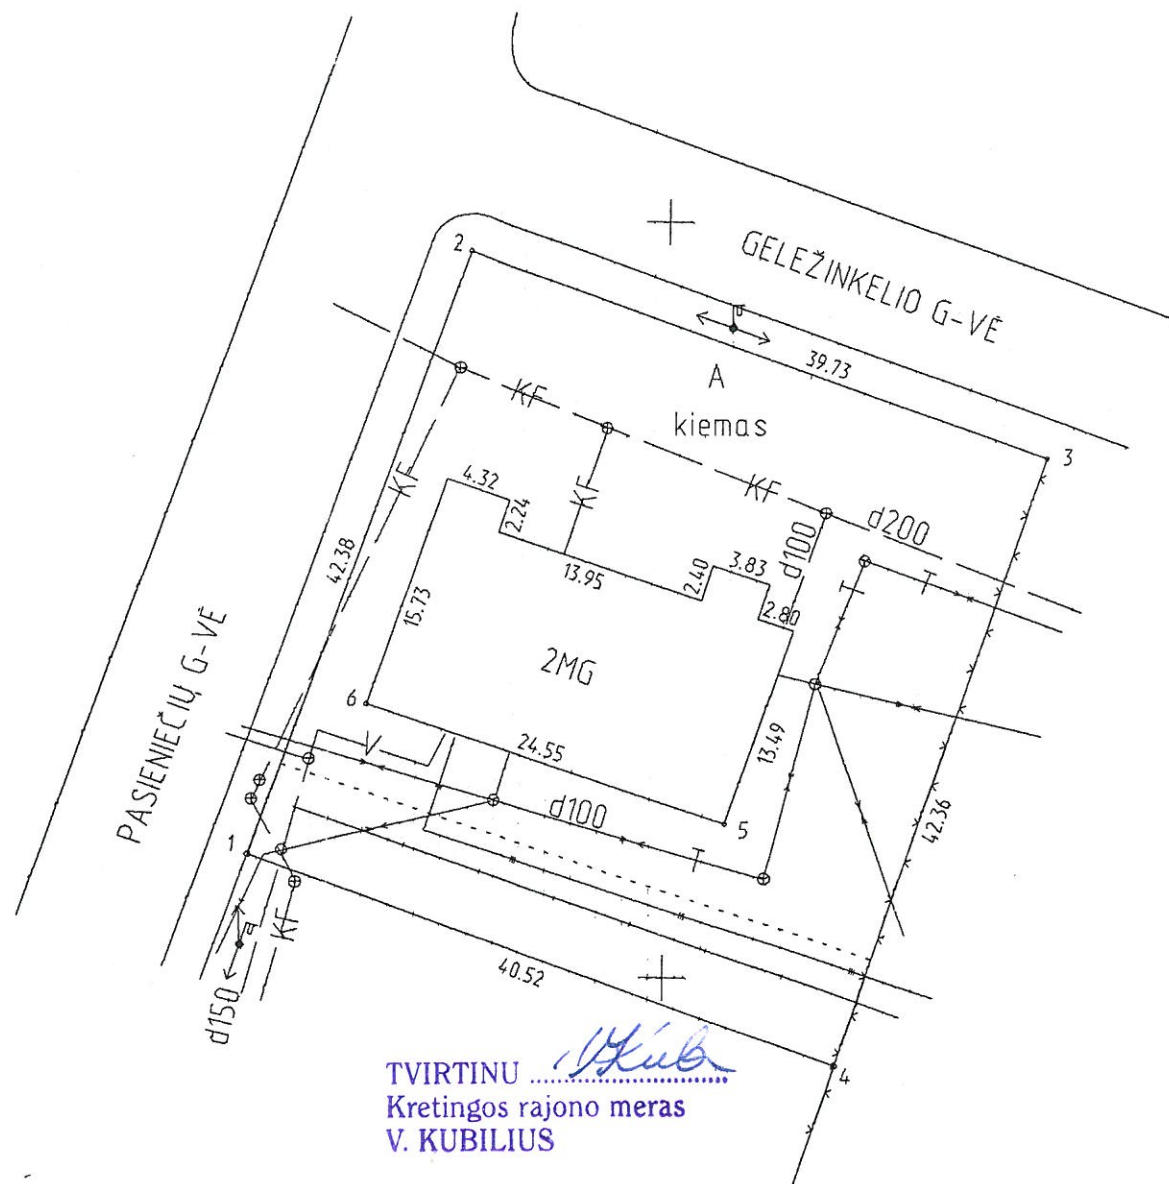 GELEŽINKELIO G-VĖ
2
39.73
A
kiemas
3
KF
KF
KF
KF
4.32
2.24
13.95
2.40
3.83
2.80
d100
d200
T
T
42.38
15.73
2MG
PASIENIEČIŲ G-VĖ
6
V
24.55
d100
13.49
T
5
42.36
1
KF
d150
40.52
4
TVIRTINU
Kretingos rajono meras
V. KUBILIUS